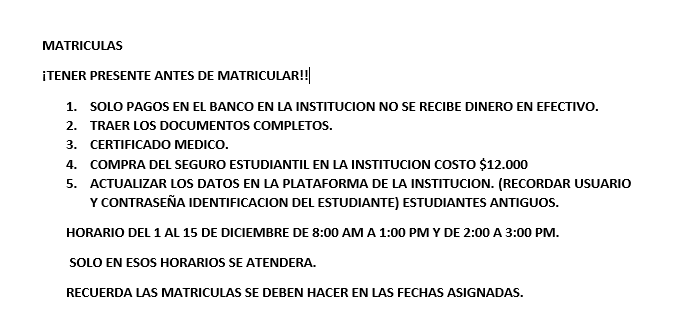 MATRICULAS
¡TENER PRESENTE ANTES DE MATRICULAR!!
1. SOLO PAGOS EN EL BANCO EN LA INSTITUCION NO SE RECIBE DINERO EN EFECTIVO.
2. TRAER LOS DOCUMENTOS COMPLETOS.
3. CERTIFICADO MEDICO.
4. COMPRA DEL SEGURO ESTUDIANTIL EN LA INSTITUCION COSTO $12.000
5. ACTUALIZAR LOS DATOS EN LA PLATAFORMA DE LA INSTITUCION. (RECORDAR USUARIO
Y CONTRASEÑA IDENTIFICACION DEL ESTUDIANTE) ESTUDIANTES ANTIGUOS.
HORARIO DEL 1 AL 15 DE DICIEMBRE DE 8:00 AM A 1:00 PM Y DE 2:00 A 3:00 PM.
SOLO EN ESOS HORARIOS SE ATENDERA.
RECUERDA LAS MATRICULAS SE DEBEN HACER EN LAS FECHAS ASIGNADAS.